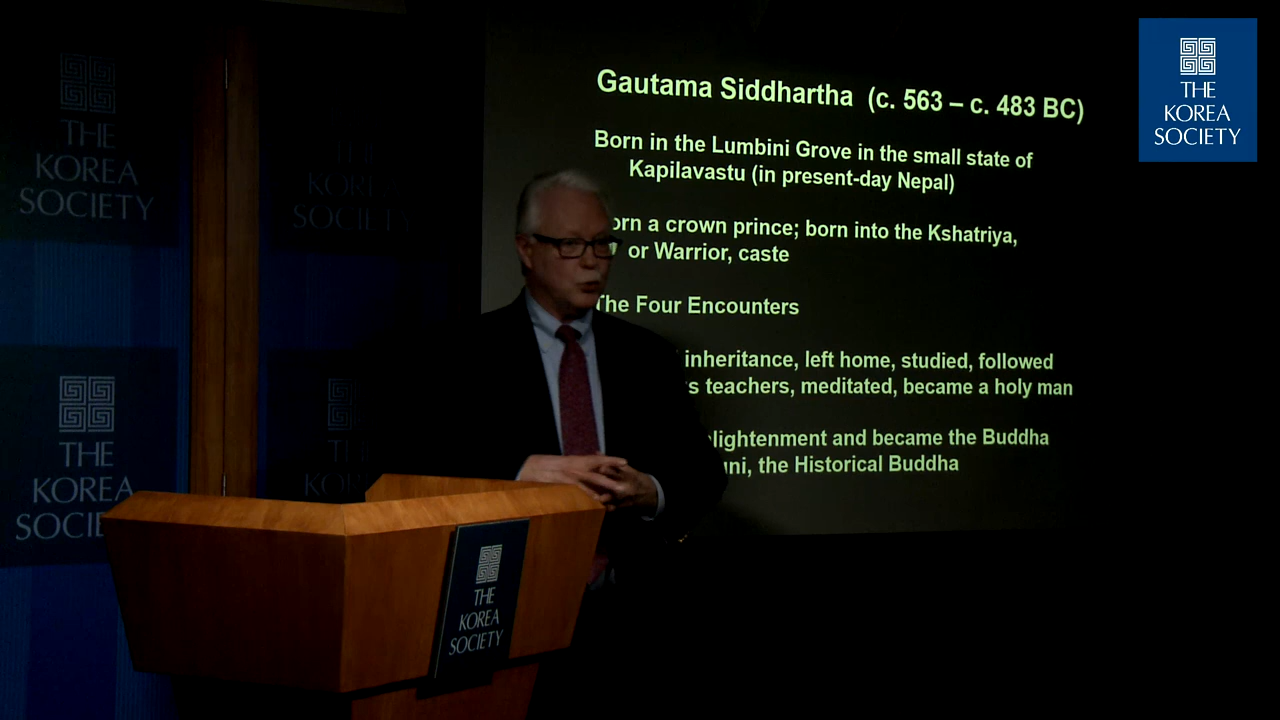 THE
KOREA
SOCIETY
THE
KOREA
SOCIETY
Gautama Siddhartha (c. 563 – c. 483 BC)
Born in the Lumbini Grove in the small state of
Kapilavastu (in present-day Nepal)
orn a crown prince; born into the Kshatriya,
or Warrior, caste
The Four Encounters
inheritance, left home, studied, followed
s teachers, meditated, became a holy man
lightenment and became the Buddha
uni, the Historical Buddha
THE
KOREA
SOCIETY
KOREA
SOCIETY
THE
KOREA
SOCIE
THE
KO